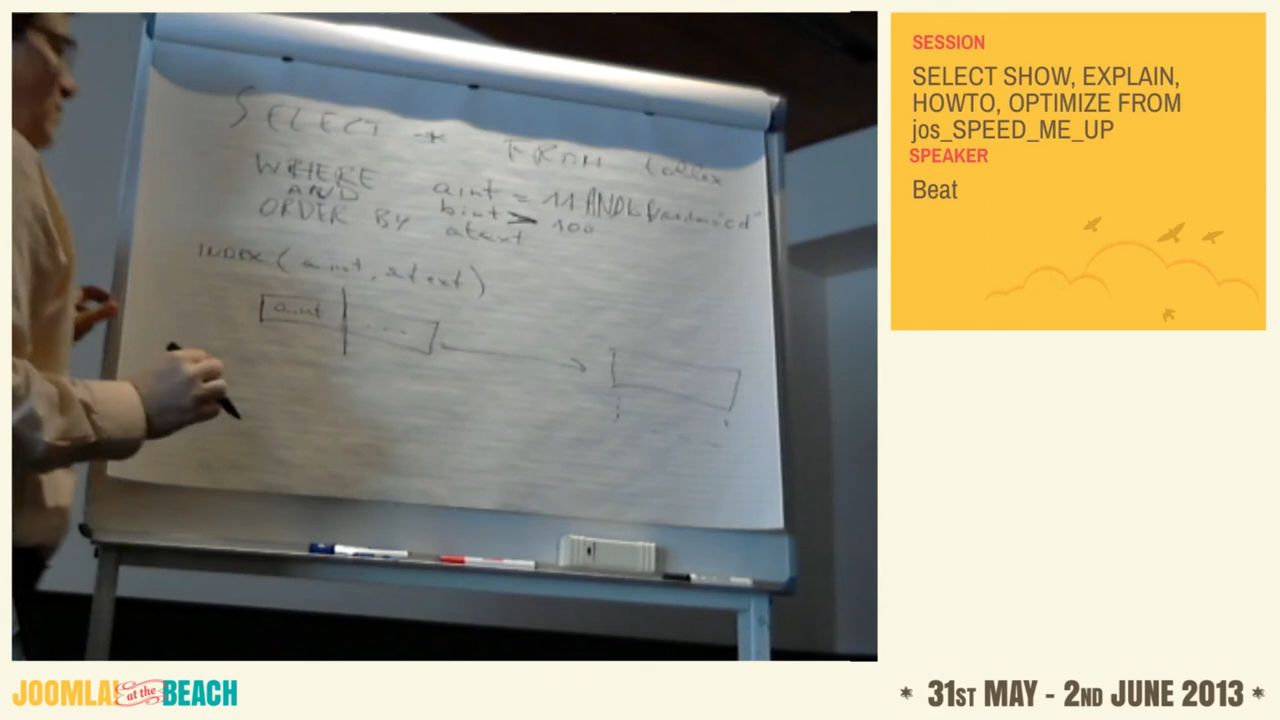 SELECT * FROM
WHERE aint = 11 AND
AND bint > 100
ORDER BY atext
INDEX (aint, atext)
aint ...
SESSION
SELECT SHOW, EXPLAIN,
HOWTO, OPTIMIZE FROM
jos_SPEED_ME_UP
SPEAKER
Beat
JOOMLA! at the BEACH
* 31ST MAY - 2ND JUNE 2013 *